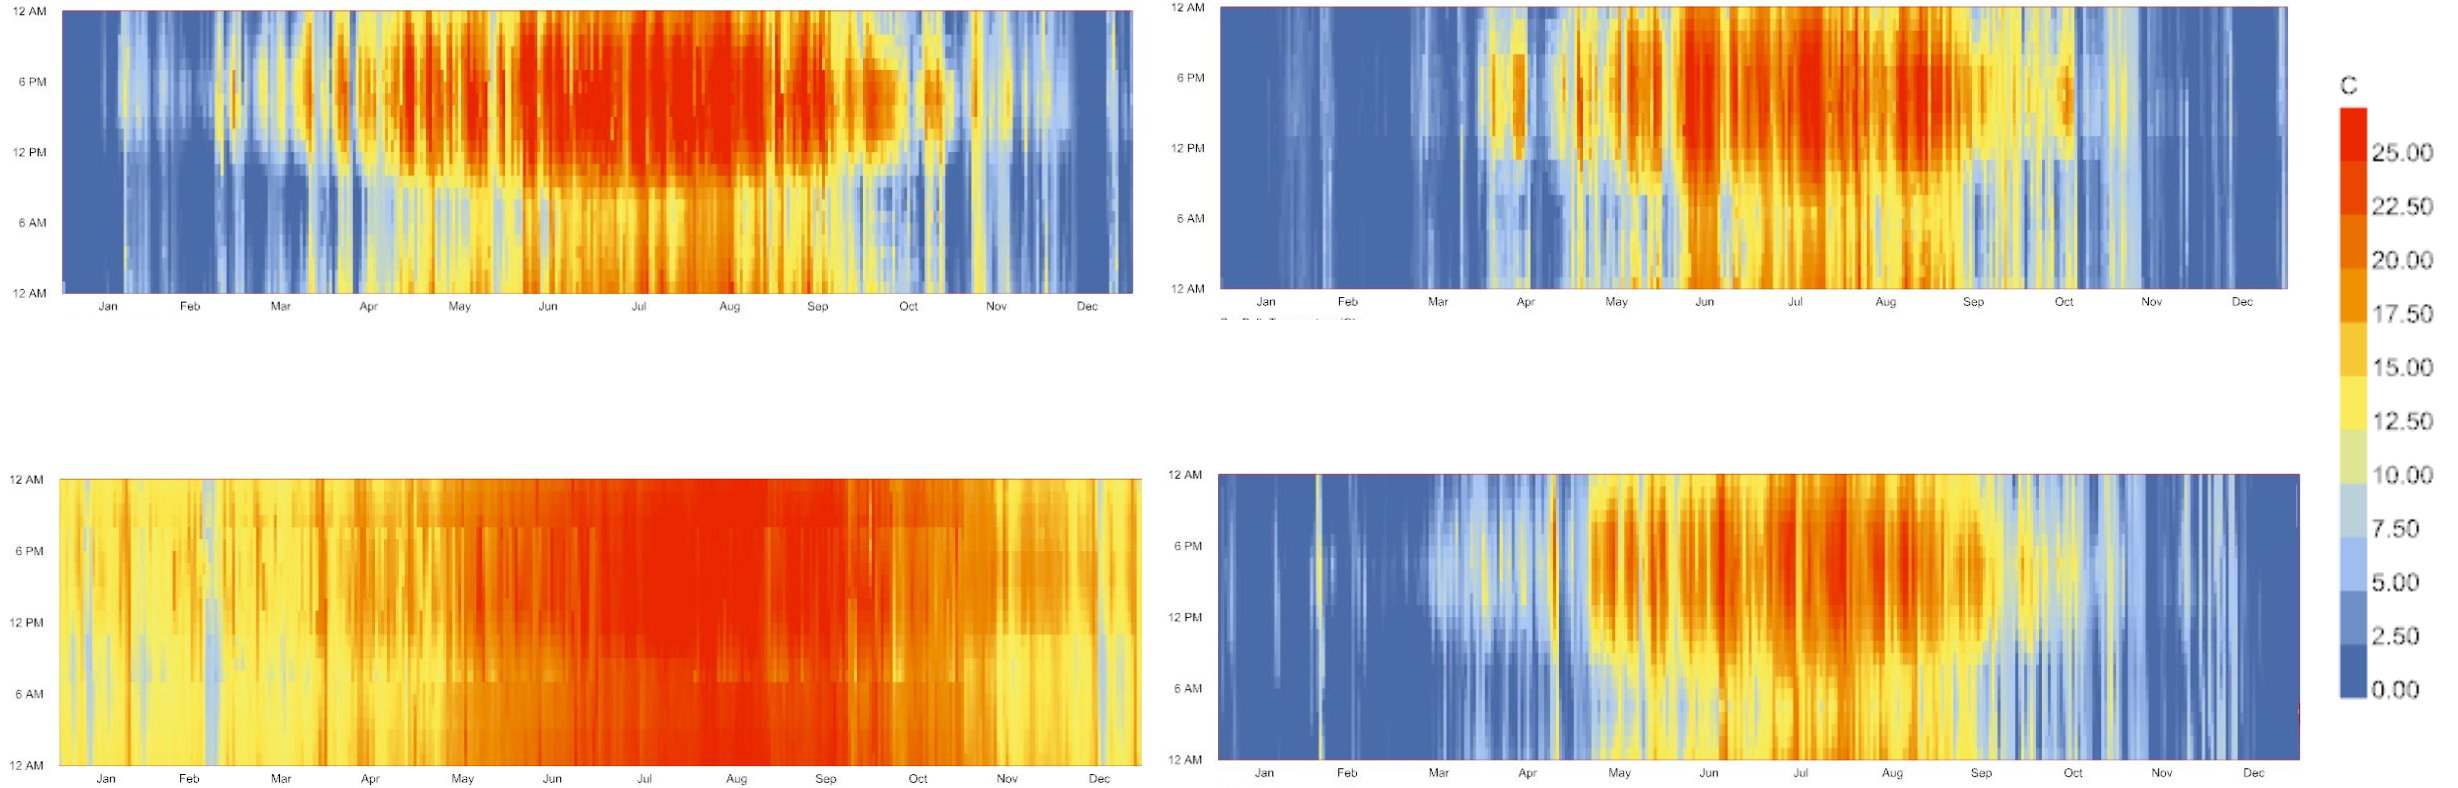 12 AM
6 PM
12 PM
6 AM
12 AM
Jan Feb Mar Apr May Jun Jul Aug Sep Oct Nov Dec
12 AM
6 PM
12 PM
6 AM
12 AM
Jan Feb Mar Apr May Jun Jul Aug Sep Oct Nov Dec
C
25.00
22.50
20.00
17.50
15.00
12.50
10.00
7.50
5.00
2.50
0.00
12 AM
6 PM
12 PM
6 AM
12 AM
Jan Feb Mar Apr May Jun Jul Aug Sep Oct Nov Dec
12 AM
6 PM
12 PM
6 AM
12 AM
Jan Feb Mar Apr May Jun Jul Aug Sep Oct Nov Dec